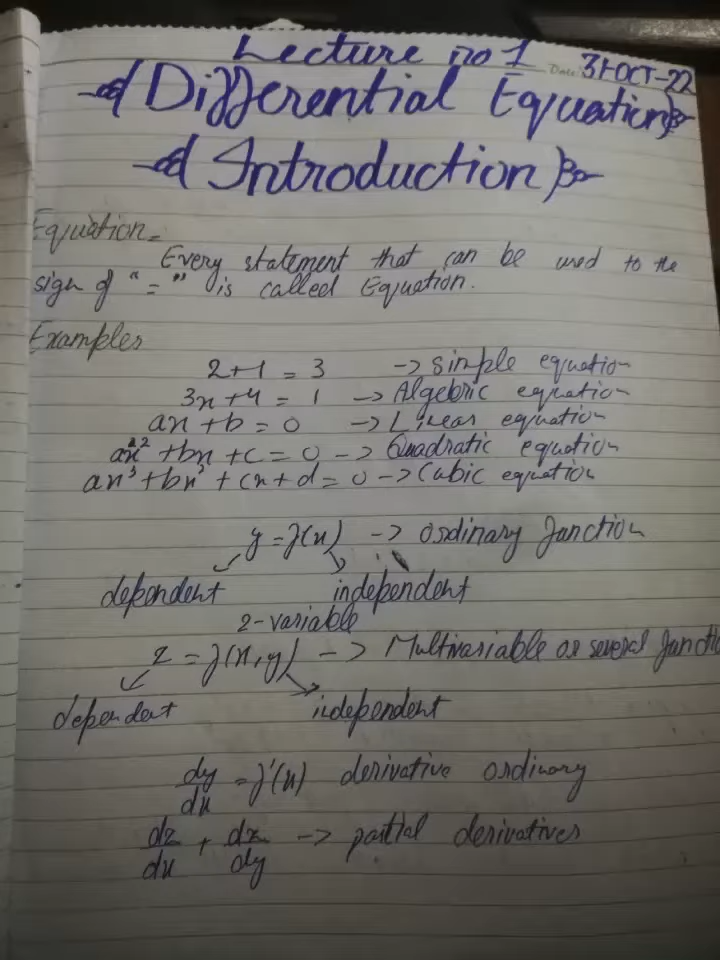 Lecture no 1
Date: 31-OCT-22
Differential Equation
Introduction
Equation=
Every statement that can be used to the
sign of "=" is called Equation.
Examples
2+1 = 3 -> simple equation
3x+4 = 1 -> Algebric equation
ax+b = 0 -> Linear equation
ax² +bx + c = 0 -> Quadratic equation
ax³+bx² + cx + d = 0 -> Cubic equation
y = f(x) -> ordinary function
dependent independent
2-variable
z = f(x,y) -> Multivariable or several functio
dependent independent
dy/dx = f'(x) derivative ordinary
dz/dx + dz/dy -> partial derivatives